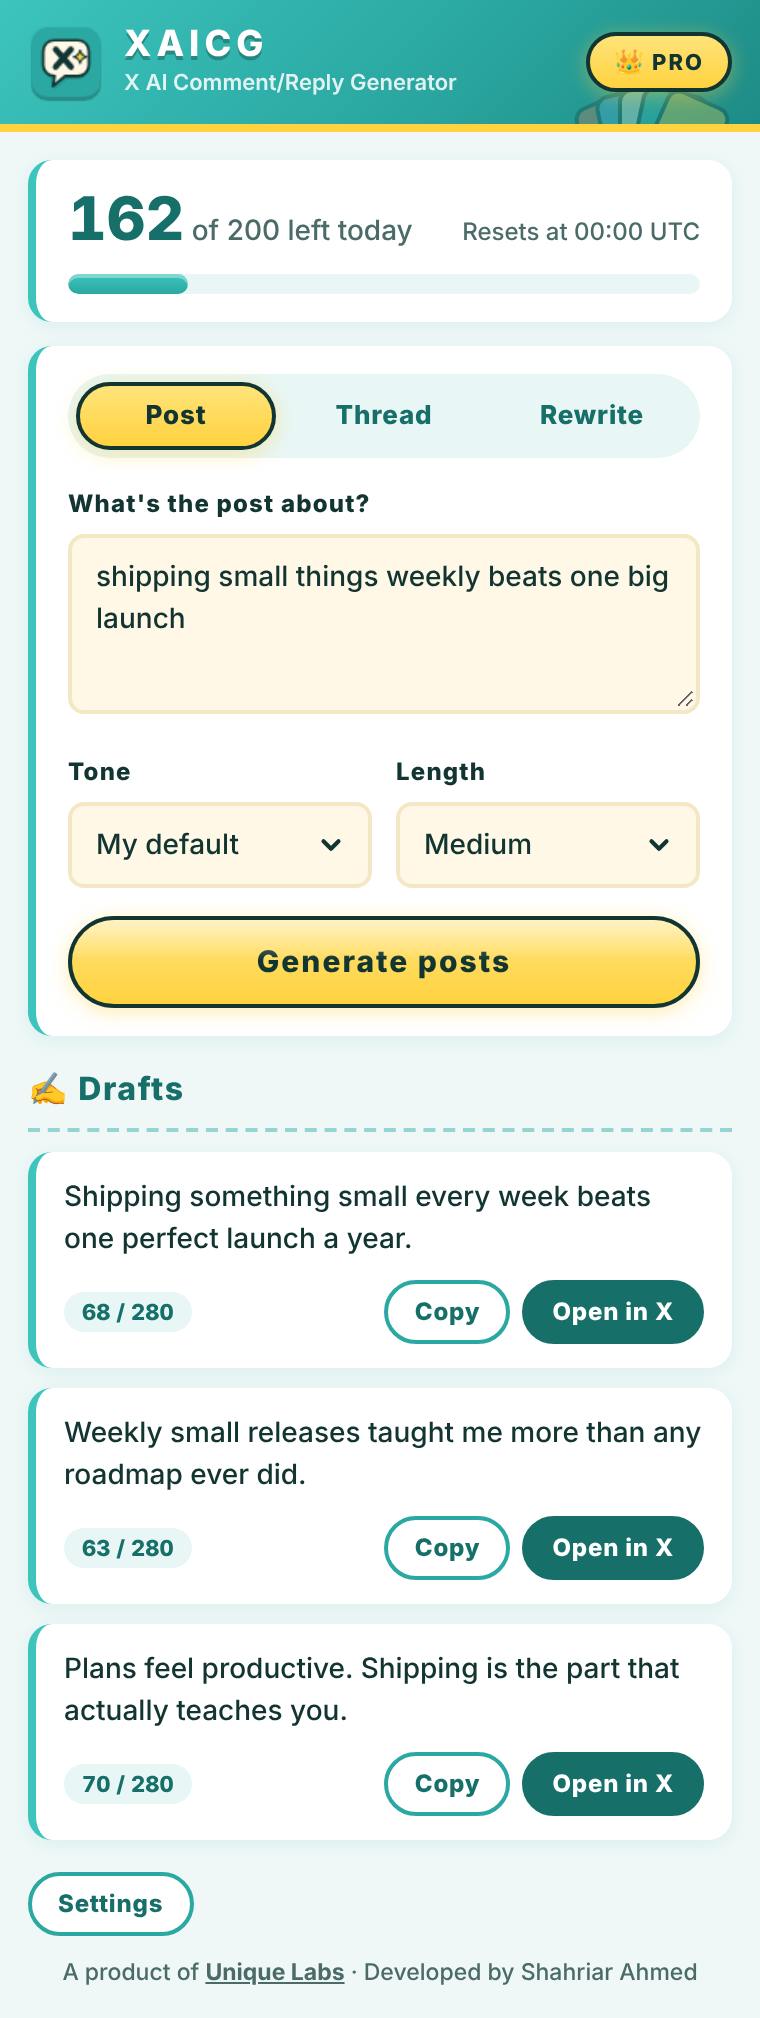 XAICG
X AI Comment/Reply Generator
👑 PRO
162 of 200 left today
Resets at 00:00 UTC
Post
Thread
Rewrite
What's the post about?
shipping small things weekly beats one big
launch
Tone
Length
My default
Medium
Generate posts
✍️ Drafts
Shipping something small every week beats
one perfect launch a year.
68 / 280
Copy
Open in X
Weekly small releases taught me more than any
roadmap ever did.
63 / 280
Copy
Open in X
Plans feel productive. Shipping is the part that
actually teaches you.
70 / 280
Copy
Open in X
Settings
A product of Unique Labs · Developed by Shahriar Ahmed